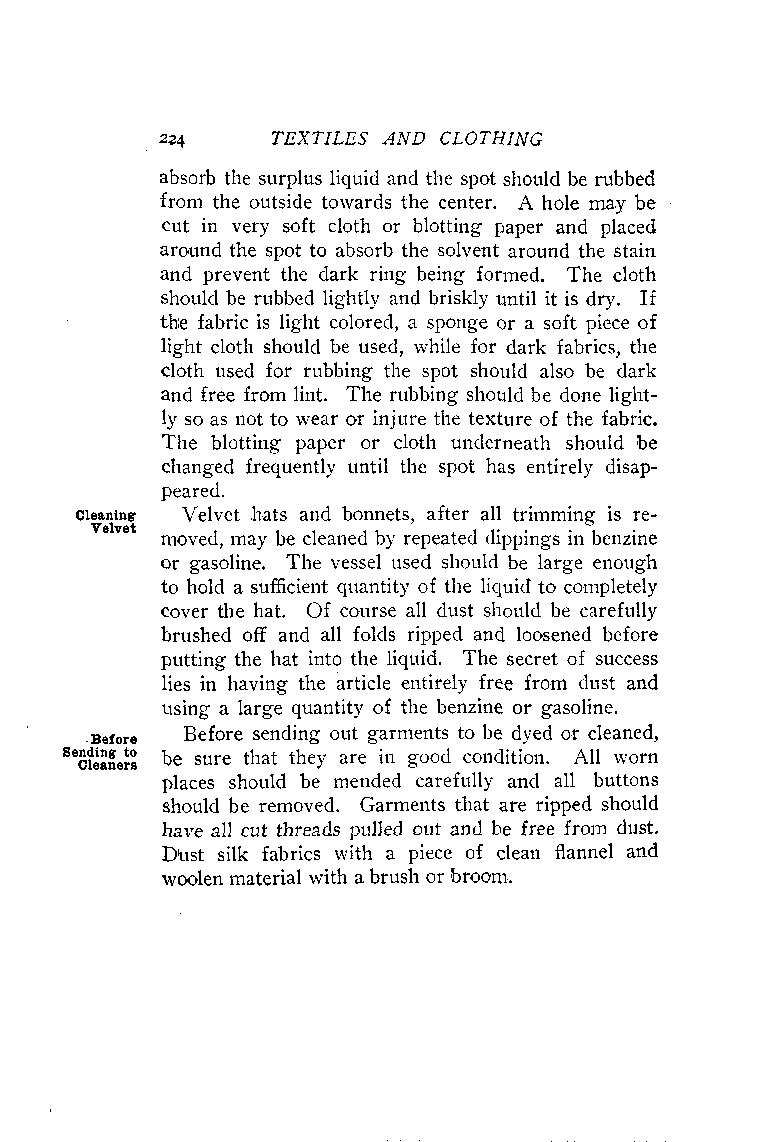 224 TEXTILES AND CLOTHING
absorb the surplus liquid and the spot should be rubbed
from the outside towards the center. A hole may be
cut in very soft cloth or blotting paper and placed
around the spot to absorb the solvent around the stain
and prevent the dark ring being formed. The cloth
should be rubbed lightly and briskly until it is dry. If
the fabric is light colored, a sponge or a soft piece of
light cloth should be used, while for dark fabrics, the
cloth used for rubbing the spot should also be dark
and free from lint. The rubbing should be done light-
ly so as not to wear or injure the texture of the fabric.
The blotting paper or cloth underneath should be
changed frequently until the spot has entirely disap-
peared.
Cleaning
Velvet
Velvet hats and bonnets, after all trimming is re-
moved, may be cleaned by repeated dippings in benzine
or gasoline. The vessel used should be large enough
to hold a sufficient quantity of the liquid to completely
cover the hat. Of course all dust should be carefully
brushed off and all folds ripped and loosened before
putting the hat into the liquid. The secret of success
lies in having the article entirely free from dust and
using a large quantity of the benzine or gasoline.
Before
Sending to
Cleaners
Before sending out garments to be dyed or cleaned,
be sure that they are in good condition. All worn
places should be mended carefully and all buttons
should be removed. Garments that are ripped should
have all cut threads pulled out and be free from dust.
Dust silk fabrics with a piece of clean flannel and
woolen material with a brush or broom.